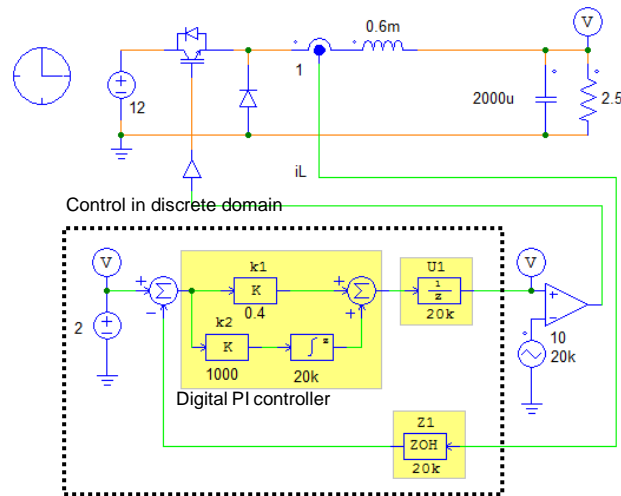 V
0.6m
12
1
2000u
2.5
iL
Control in discrete domain
V
k1
K
0.4
k2
K
1000
∫ z
20k
Digital PI controller
Σ
Σ
U1
1/z
20k
V
10
20k
2
Z1
ZOH
20k